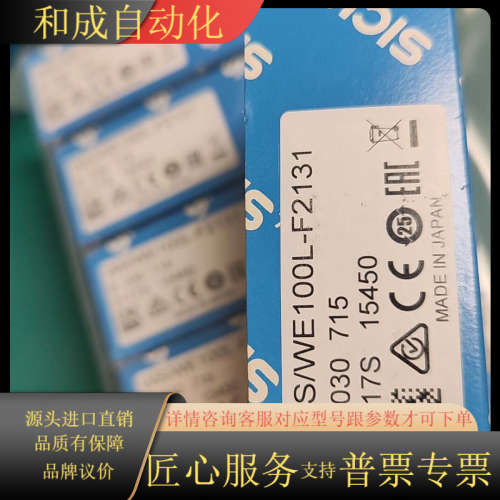 和成自动化
SICK
S/WE100L-F2131
030 715
17S 15450
CE
25
EAC
MADE IN JAPAN
源头进口直销
品质有保障
品牌议价
详情咨询客服对应型号跟参数才可下单
匠心服务支持普票专票